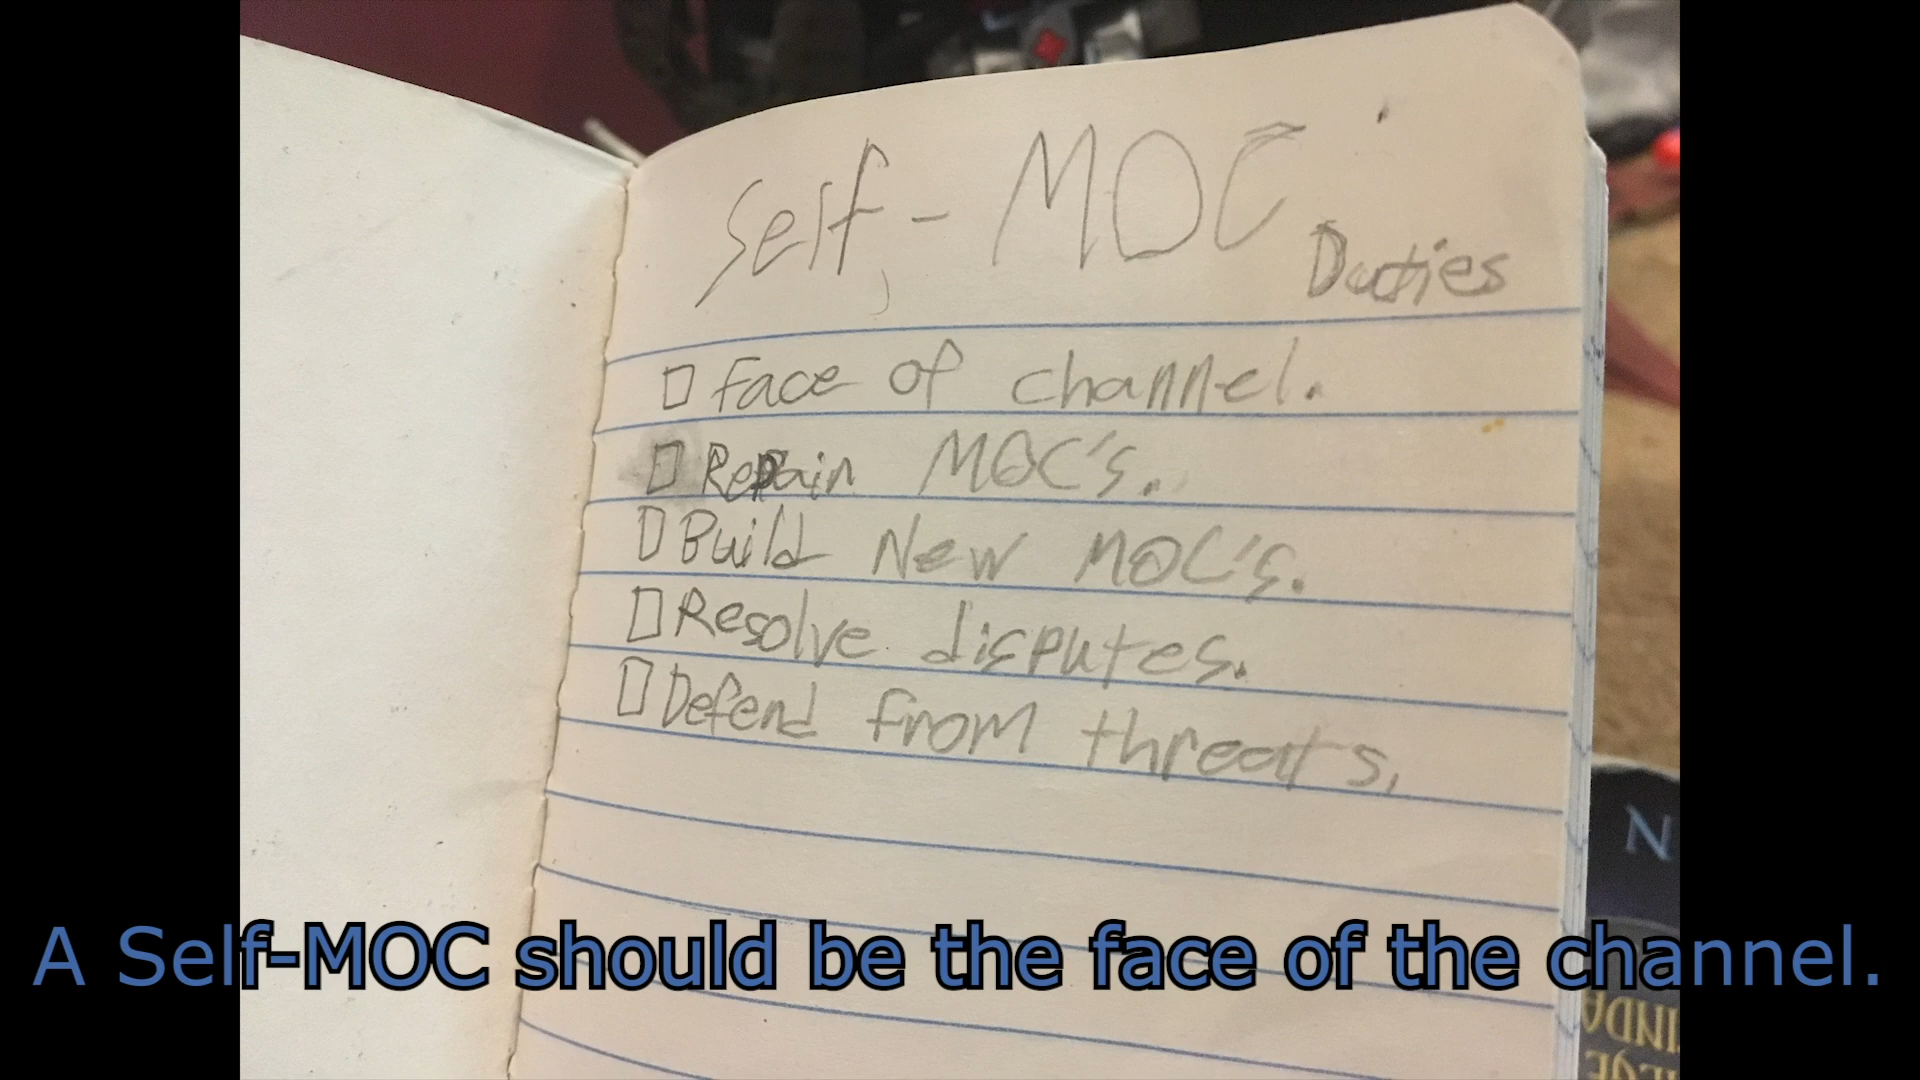 Self-MOC
Duties
Face of channel.
Repair MOC's.
Build New MOC's.
Resolve disputes.
Defend from threats.
A Self-MOC should be the face of the channel.
N